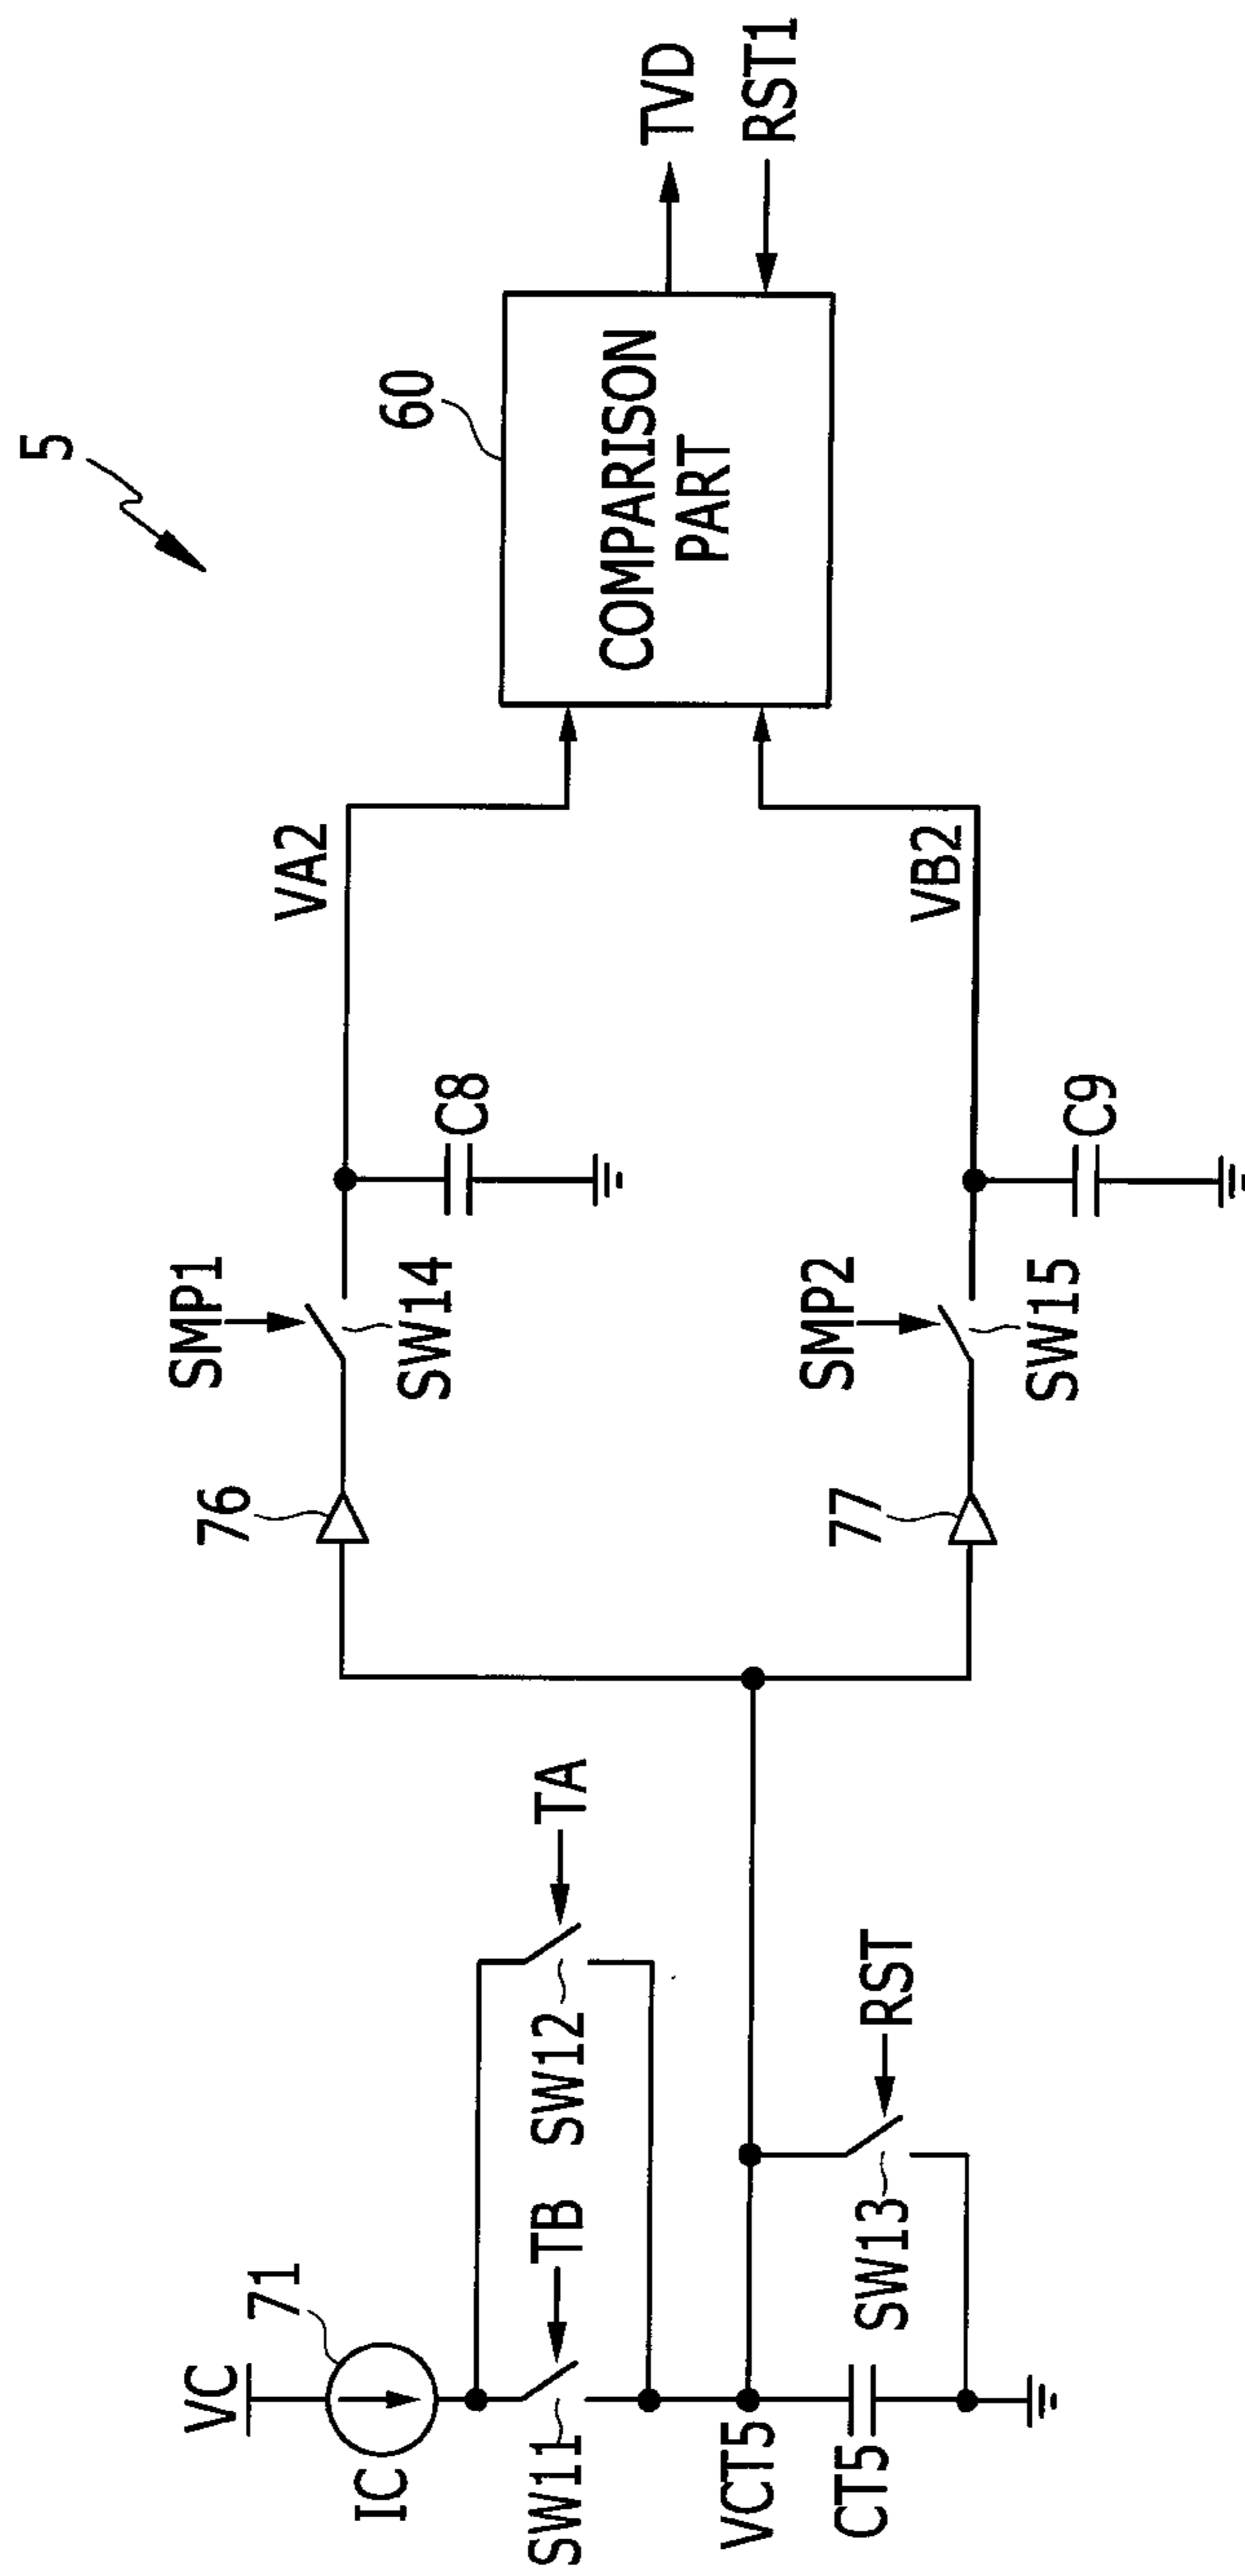 5
VC
71
IC
SW11
TB
SW12
TA
VCT5
CT5
SW13
RST
76
SMP1
SW14
C8
VA2
77
SMP2
SW15
C9
VB2
60
COMPARISON
PART
TVD
RST1